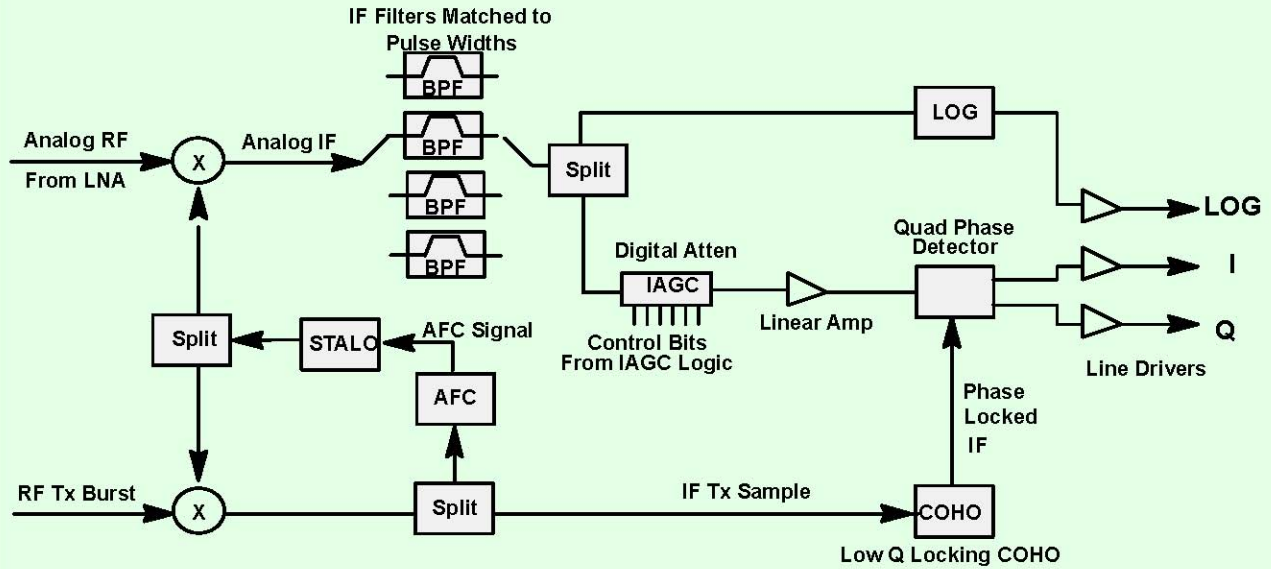 IF Filters Matched to
Pulse Widths
BPF
BPF
BPF
BPF
Analog RF
From LNA
X
Analog IF
Split
LOG
LOG
Digital Atten
IAGC
Control Bits
From IAGC Logic
Linear Amp
Quad Phase
Detector
I
Q
Line Drivers
Split
STALO
AFC Signal
AFC
Phase
Locked
IF
RF Tx Burst
X
Split
IF Tx Sample
COHO
Low Q Locking COHO